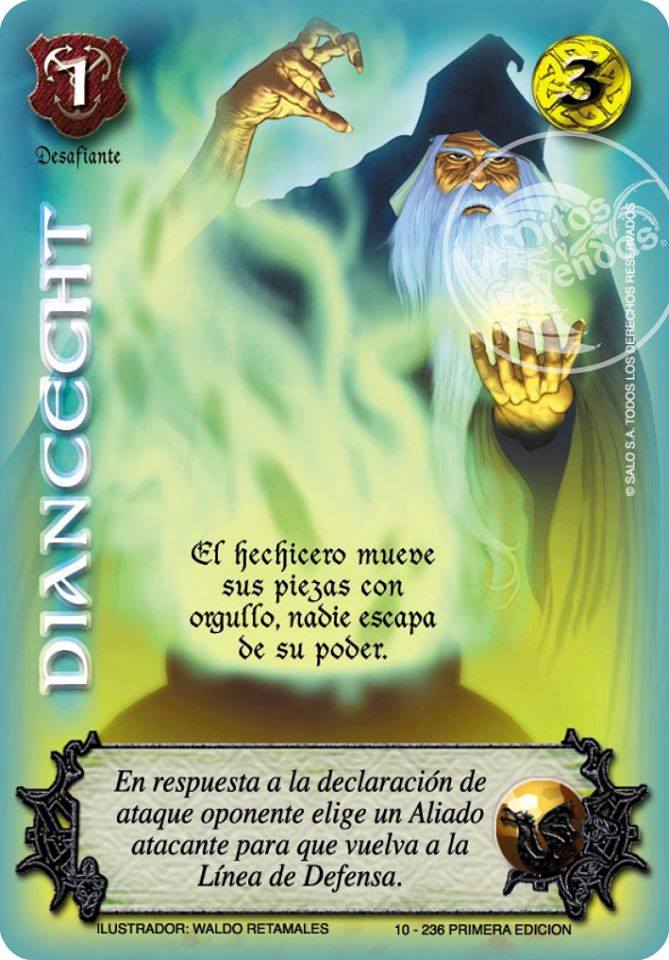 1
3
Desafiante
DIANCECHT
Mitos
y
Leyendas
© SALO S.A. TODOS LOS DERECHOS RESERVADOS
El hechicero mueve
sus piezas con
orgullo, nadie escapa
de su poder.
En respuesta a la declaración de
ataque oponente elige un Aliado
atacante para que vuelva a la
Línea de Defensa.
ILUSTRADOR: WALDO RETAMALES
10 - 236 PRIMERA EDICION